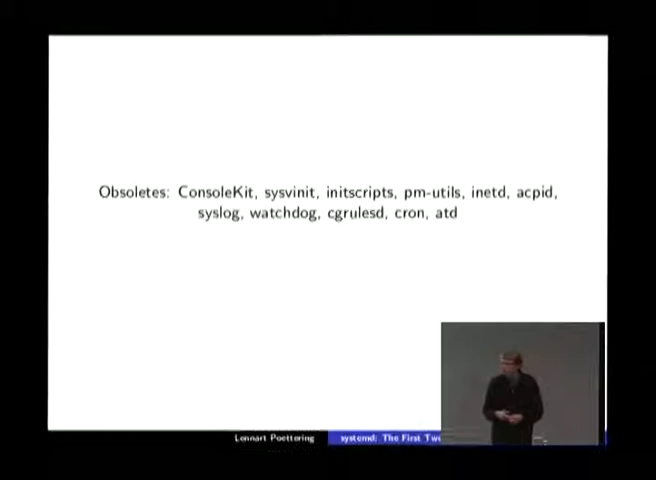 Obsoletes: ConsoleKit, sysvinit, initscripts, pm-utils, inetd, acpid,
syslog, watchdog, cgrulesd, cron, atd
Lennart Poettering systemd: The First Two